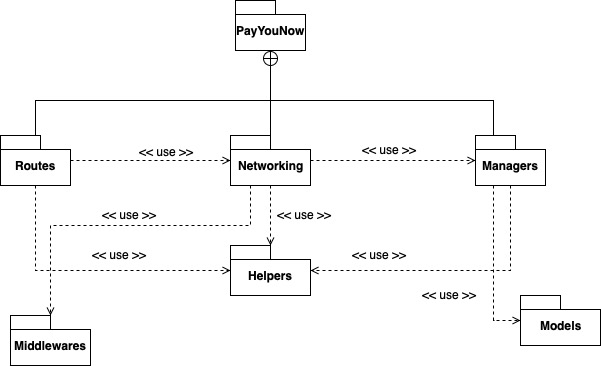 PayYouNow
Routes
<< use >>
Networking
<< use >>
Managers
<< use >>
<< use >>
<< use >>
<< use >>
Helpers
<< use >>
Middlewares
Models